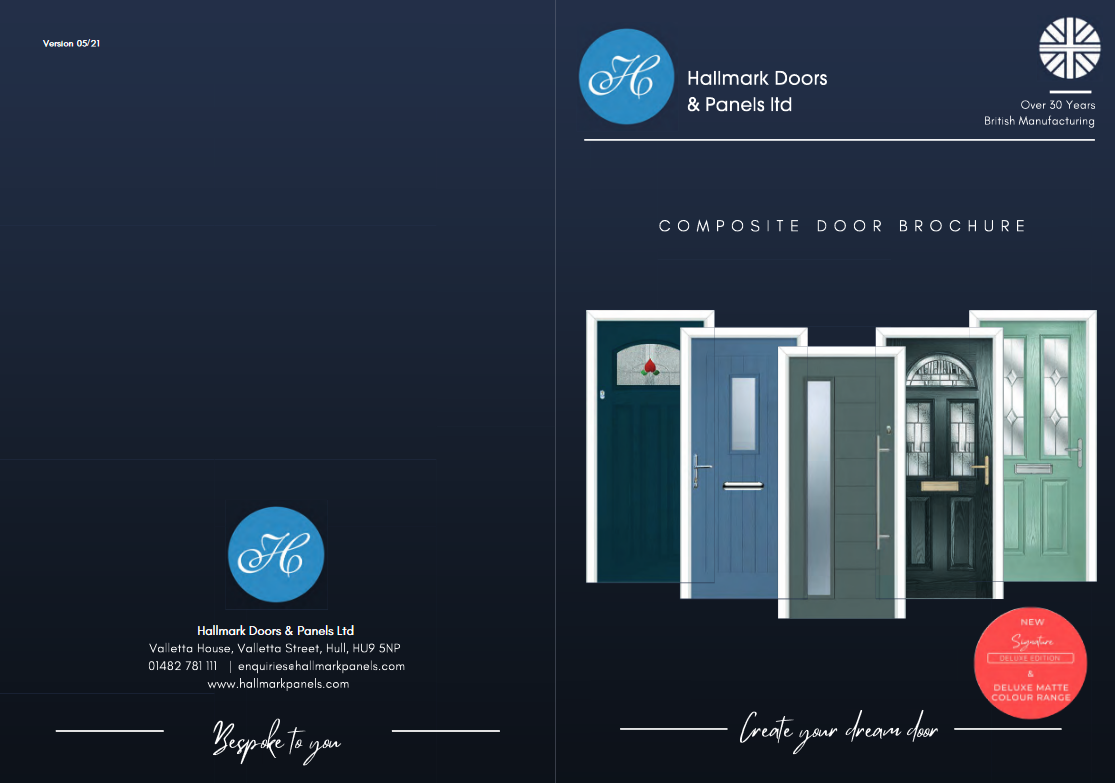 Version 05/21
H
Hallmark Doors & Panels Ltd
Valletta House, Valletta Street, Hull, HU9 5NP
01482 781 111 | enquiries@hallmarkpanels.com
www.hallmarkpanels.com
Bespoke to you
H
Hallmark Doors
& Panels ltd
Over 30 Years
British Manufacturing
COMPOSITE DOOR BROCHURE
NEW
Signature
DELUXE EDITION
&
DELUXE MATTE
COLOUR RANGE
Create your dream door